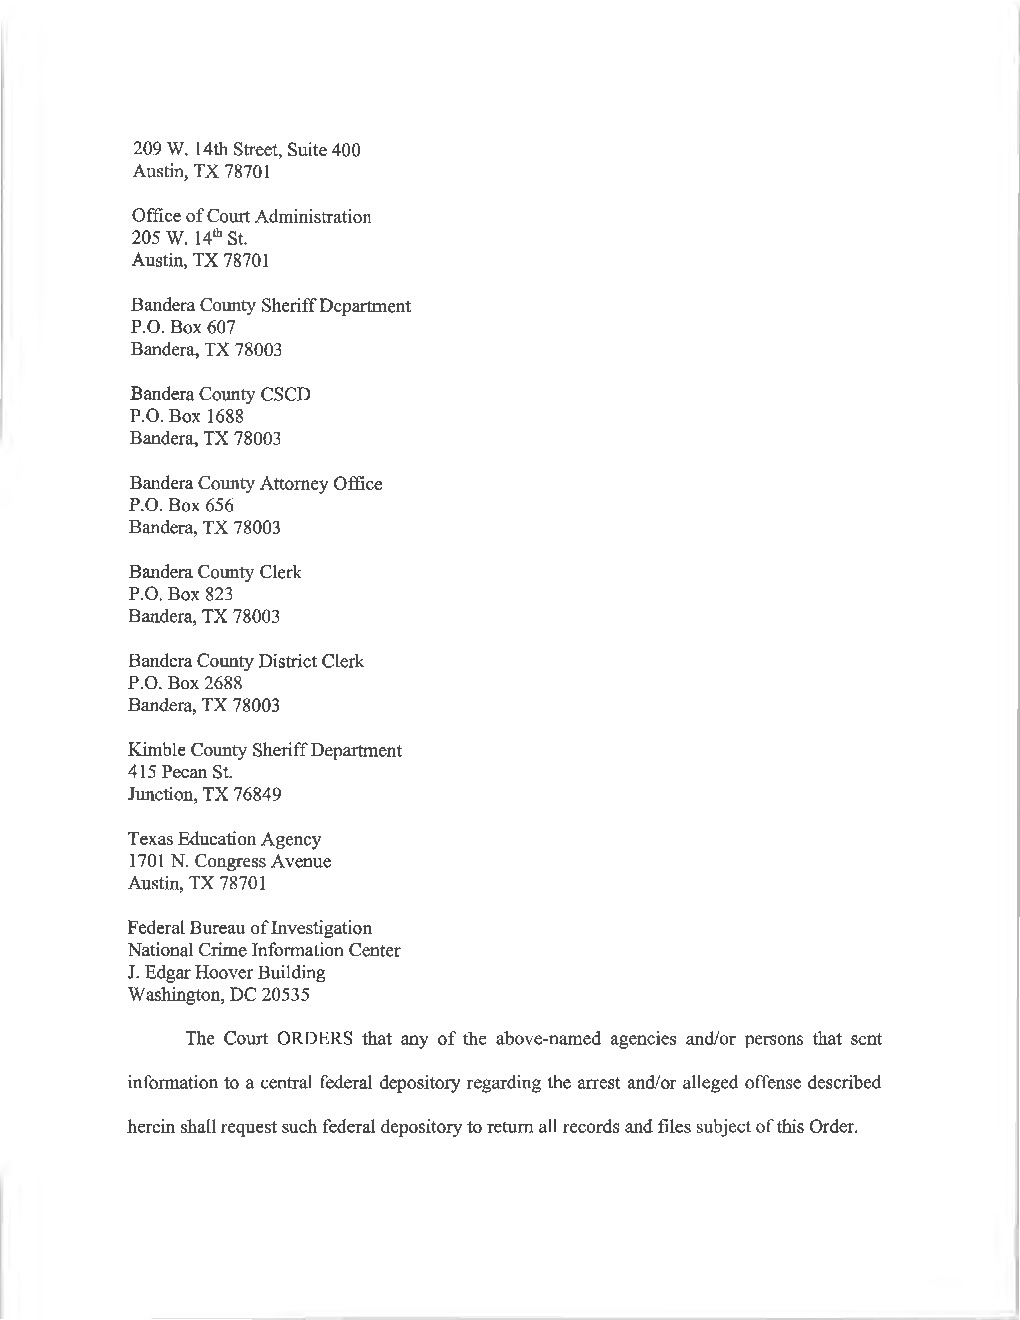 209 W. 14th Street, Suite 400
Austin, TX 78701
Office of Court Administration
205 W. 14th St.
Austin, TX 78701
Bandera County Sheriff Department
P.O. Box 607
Bandera, TX 78003
Bandera County CSCD
P.O. Box 1688
Bandera, TX 78003
Bandera County Attorney Office
P.O. Box 656
Bandera, TX 78003
Bandera County Clerk
P.O. Box 823
Bandera, TX 78003
Bandera County District Clerk
P.O. Box 2688
Bandera, TX 78003
Kimble County Sheriff Department
415 Pecan St.
Junction, TX 76849
Texas Education Agency
1701 N. Congress Avenue
Austin, TX 78701
Federal Bureau of Investigation
National Crime Information Center
J. Edgar Hoover Building
Washington, DC 20535
The Court ORDERS that any of the above-named agencies and/or persons that sent
information to a central federal depository regarding the arrest and/or alleged offense described
herein shall request such federal depository to return all records and files subject of this Order.